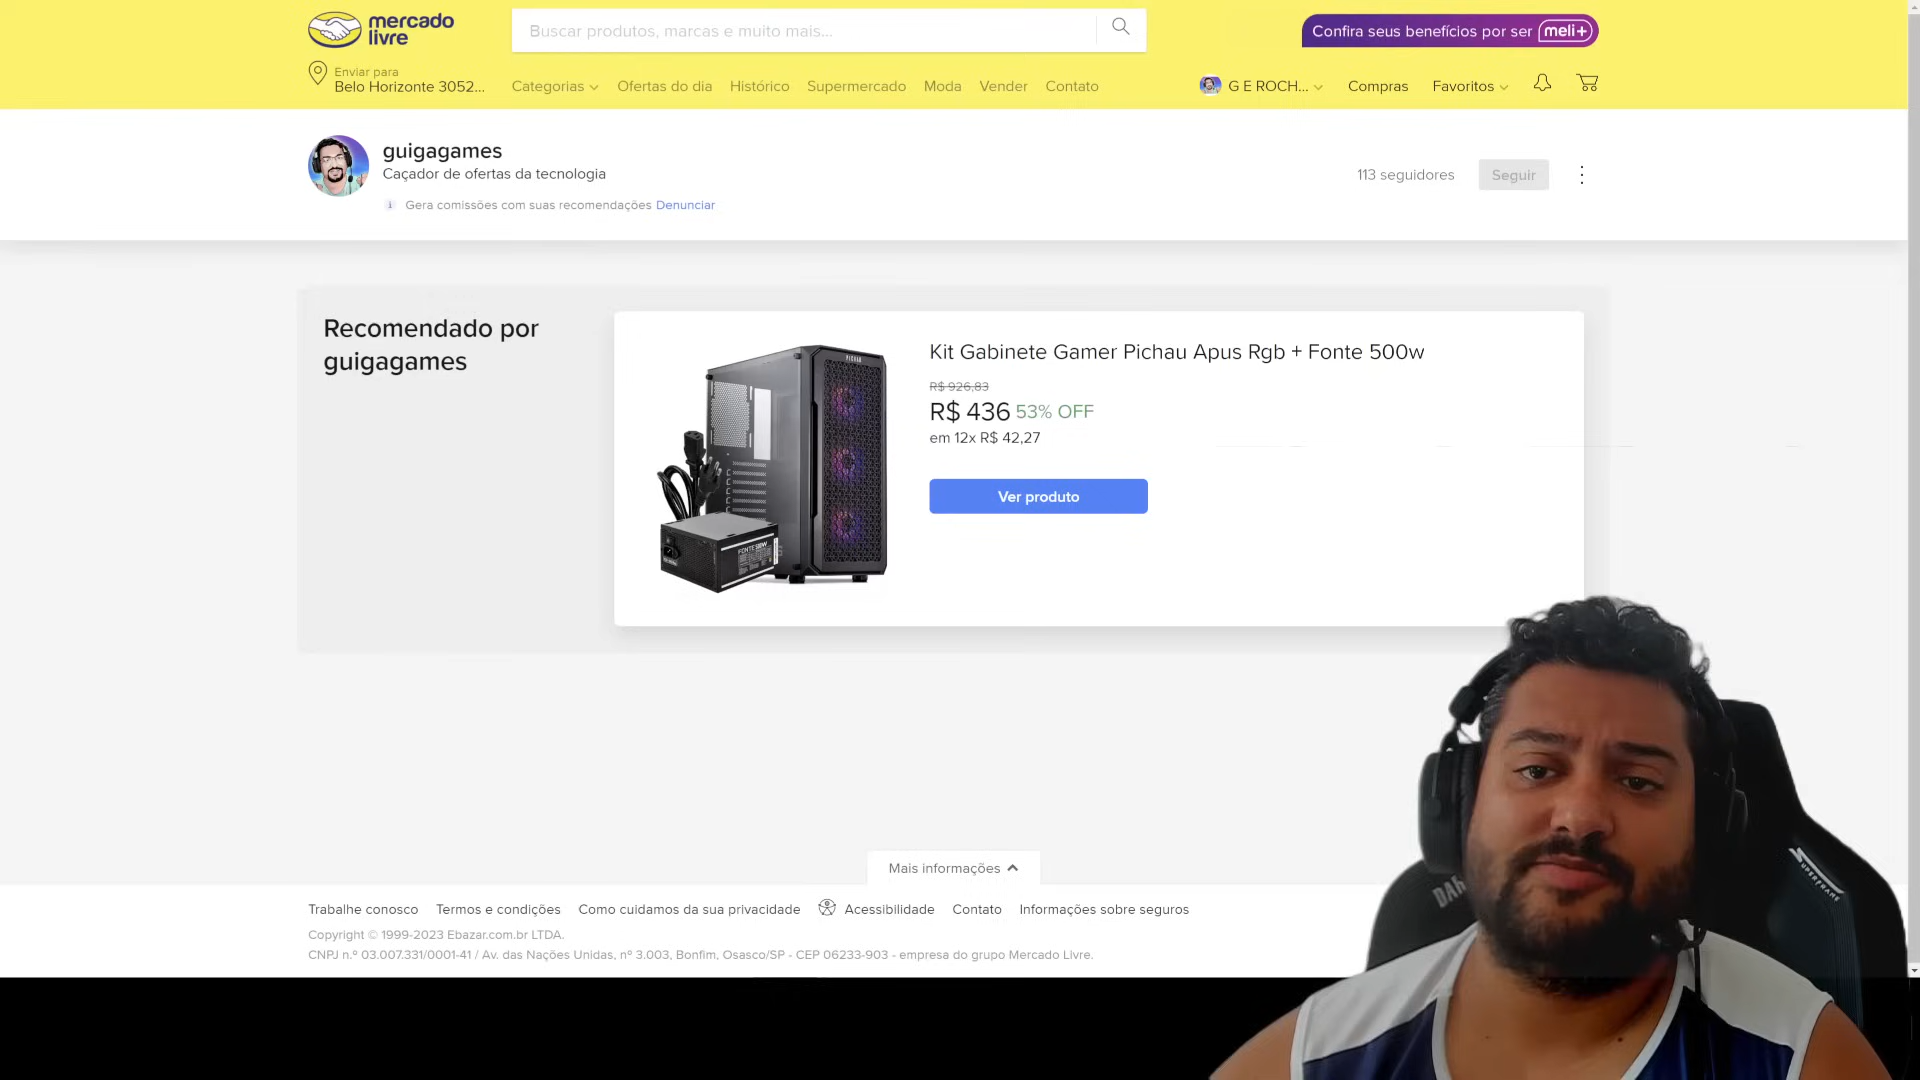 mercado
livre
Buscar produtos, marcas e muito mais...
Confira seus benefícios por ser meli+
Enviar para
Belo Horizonte 3052...
Categorias
Ofertas do dia
Histórico
Supermercado
Moda
Vender
Contato
G E ROCH...
Compras
Favoritos
guigagames
Caçador de ofertas da tecnologia
Gera comissões com suas recomendações Denunciar
113 seguidores
Seguir
Recomendado por
guigagames
PICHAU
FONTE 500W
Kit Gabinete Gamer Pichau Apus Rgb + Fonte 500w
R$ 926,83
R$ 436 53% OFF
em 12x R$ 42,27
Ver produto
Mais informações
Trabalhe conosco
Termos e condições
Como cuidamos da sua privacidade
Acessibilidade
Contato
Informações sobre seguros
Copyright © 1999-2023 Ebazar.com.br LTDA.
CNPJ n.º 03.007.331/0001-41 / Av. das Nações Unidas, nº 3.003, Bonfim, Osasco/SP - CEP 06233-903 - empresa do grupo Mercado Livre.
SUPERFRAME